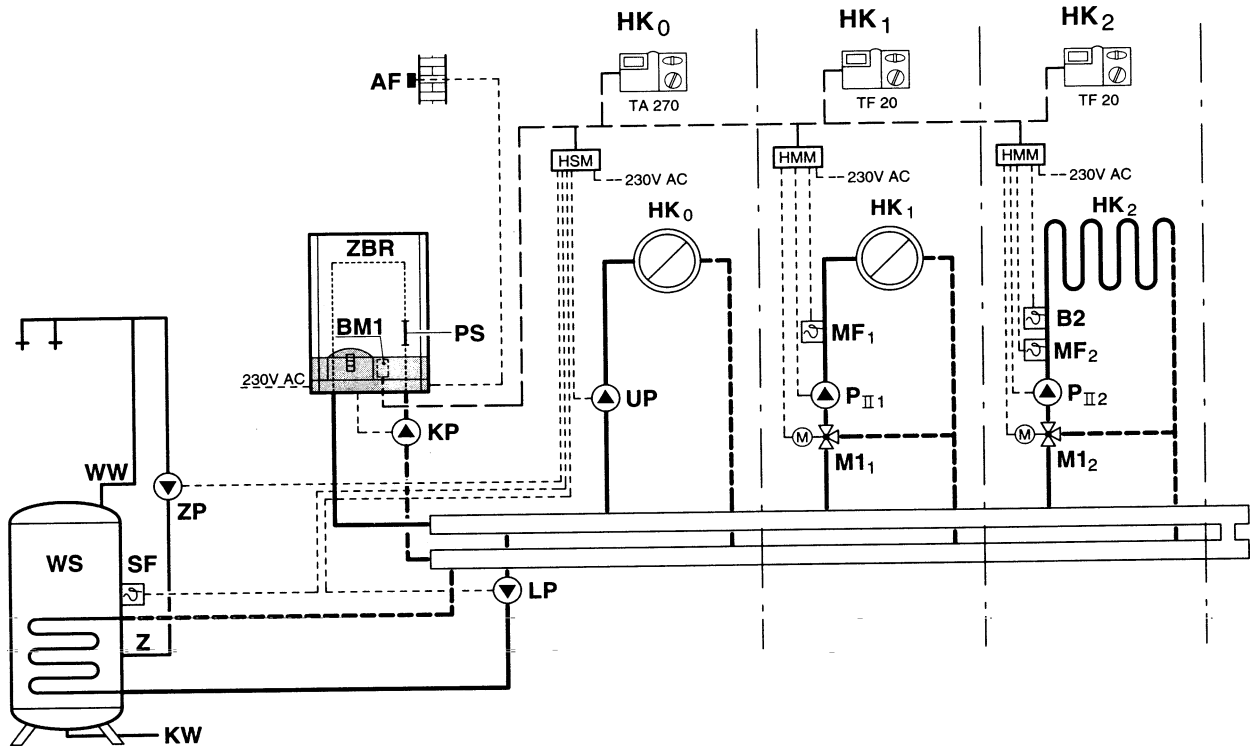 HK0
HK1
HK2
AF
TA 270
TF 20
TF 20
HSM
HMM
HMM
230V AC
230V AC
230V AC
HK0
HK1
HK2
ZBR
BM1
PS
B2
MF1
MF2
230V AC
UP
PII1
PII2
KP
M
M
M11
M12
WW
ZP
WS
SF
LP
Z
KW